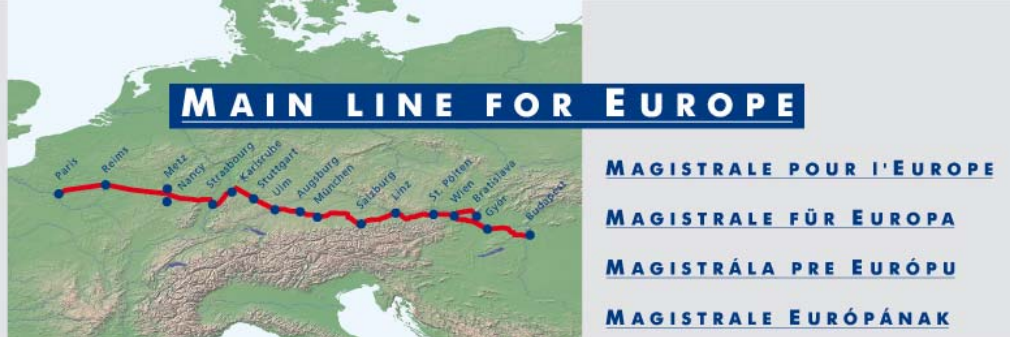 MAIN LINE FOR EUROPE
Paris
Reims
Metz
Nancy
Strasbourg
Karlsruhe
Stuttgart
Ulm
Augsburg
München
Salzburg
Linz
St. Pölten
Wien
Bratislava
Györ
Budapest
MAGISTRALE POUR l'EUROPE
MAGISTRALE FÜR EUROPA
MAGISTRÁLA PRE EURÓPU
MAGISTRALE EURÓPÁNAK